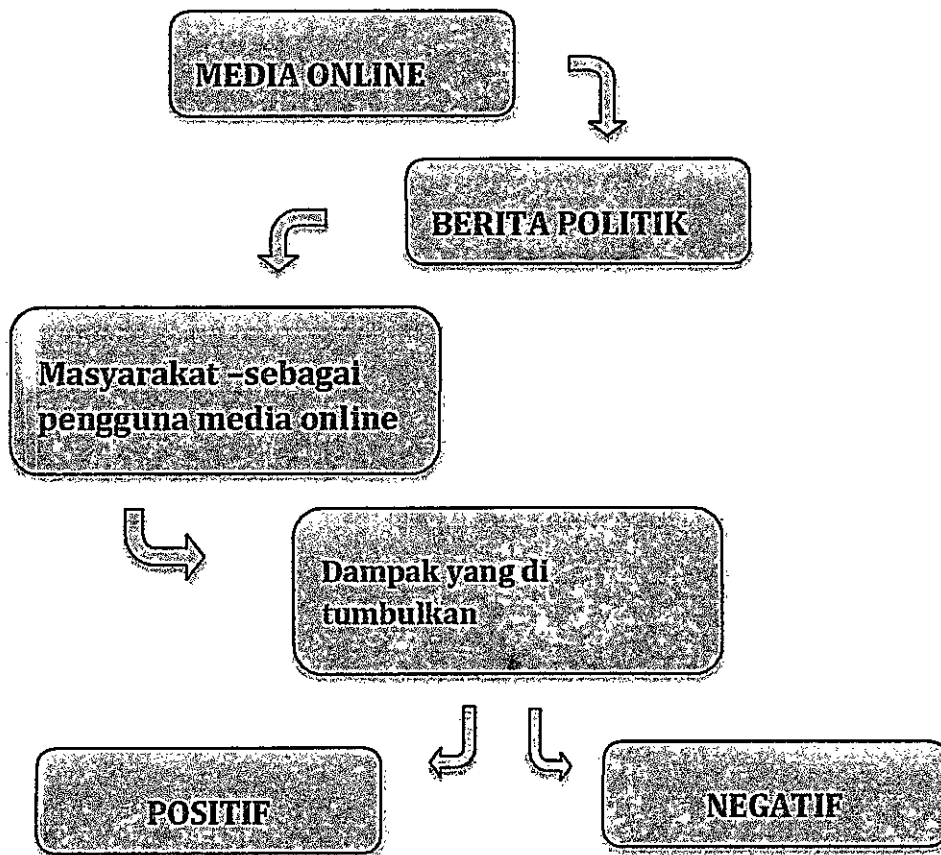 MEDIA ONLINE
BERITA POLITIK
Masyarakat –sebagai
pengguna media online
Dampak yang di
tumbulkan
POSITIF
NEGATIF